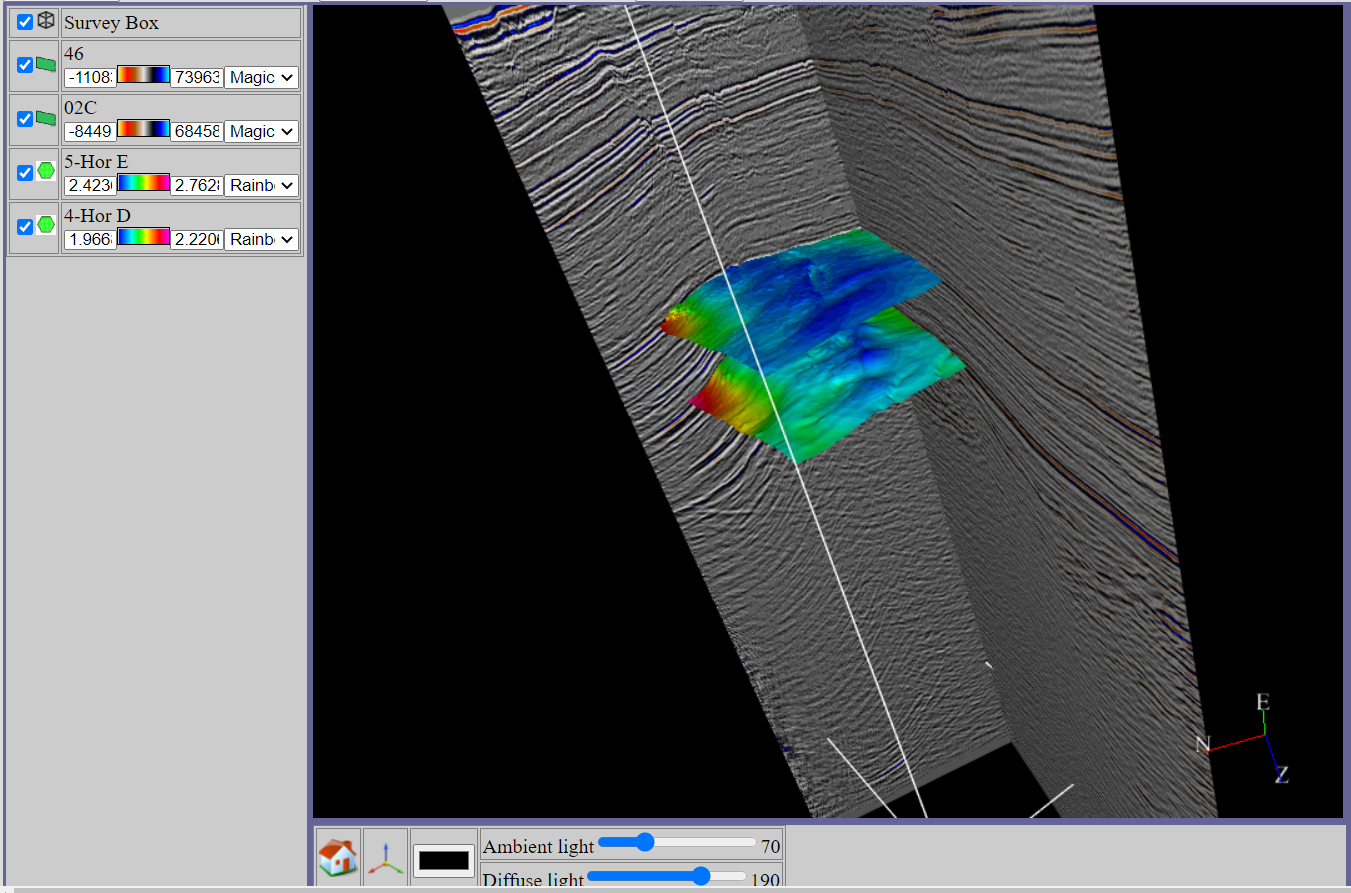 Survey Box
46
-1108 73963 Magic
02C
-8449 68458 Magic
5-Hor E
2.423 2.762 Rainb
4-Hor D
1.966 2.220 Rainb
E
N
Z
Ambient light 70
Diffuse light 190